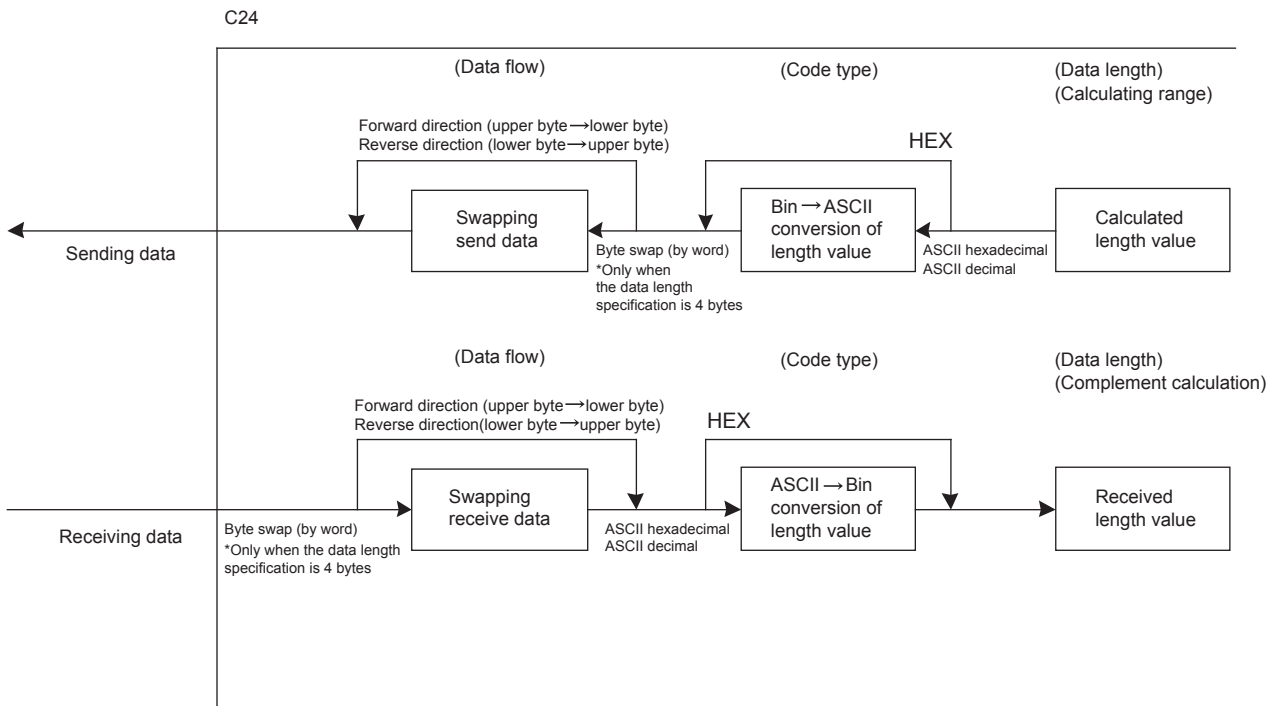 C24
(Data flow)
(Code type)
(Data length)
(Calculating range)
Forward direction (upper byte→lower byte)
Reverse direction (lower byte→upper byte)
HEX
Swapping
send data
Bin→ASCII
conversion of
length value
Calculated
length value
Sending data
Byte swap (by word)
*Only when
the data length
specification is 4 bytes
ASCII hexadecimal
ASCII decimal
(Data flow)
(Code type)
(Data length)
(Complement calculation)
Forward direction (upper byte→lower byte)
Reverse direction(lower byte→upper byte)
HEX
Swapping
receive data
ASCII→Bin
conversion of
length value
Received
length value
Receiving data
Byte swap (by word)
*Only when the data length
specification is 4 bytes
ASCII hexadecimal
ASCII decimal